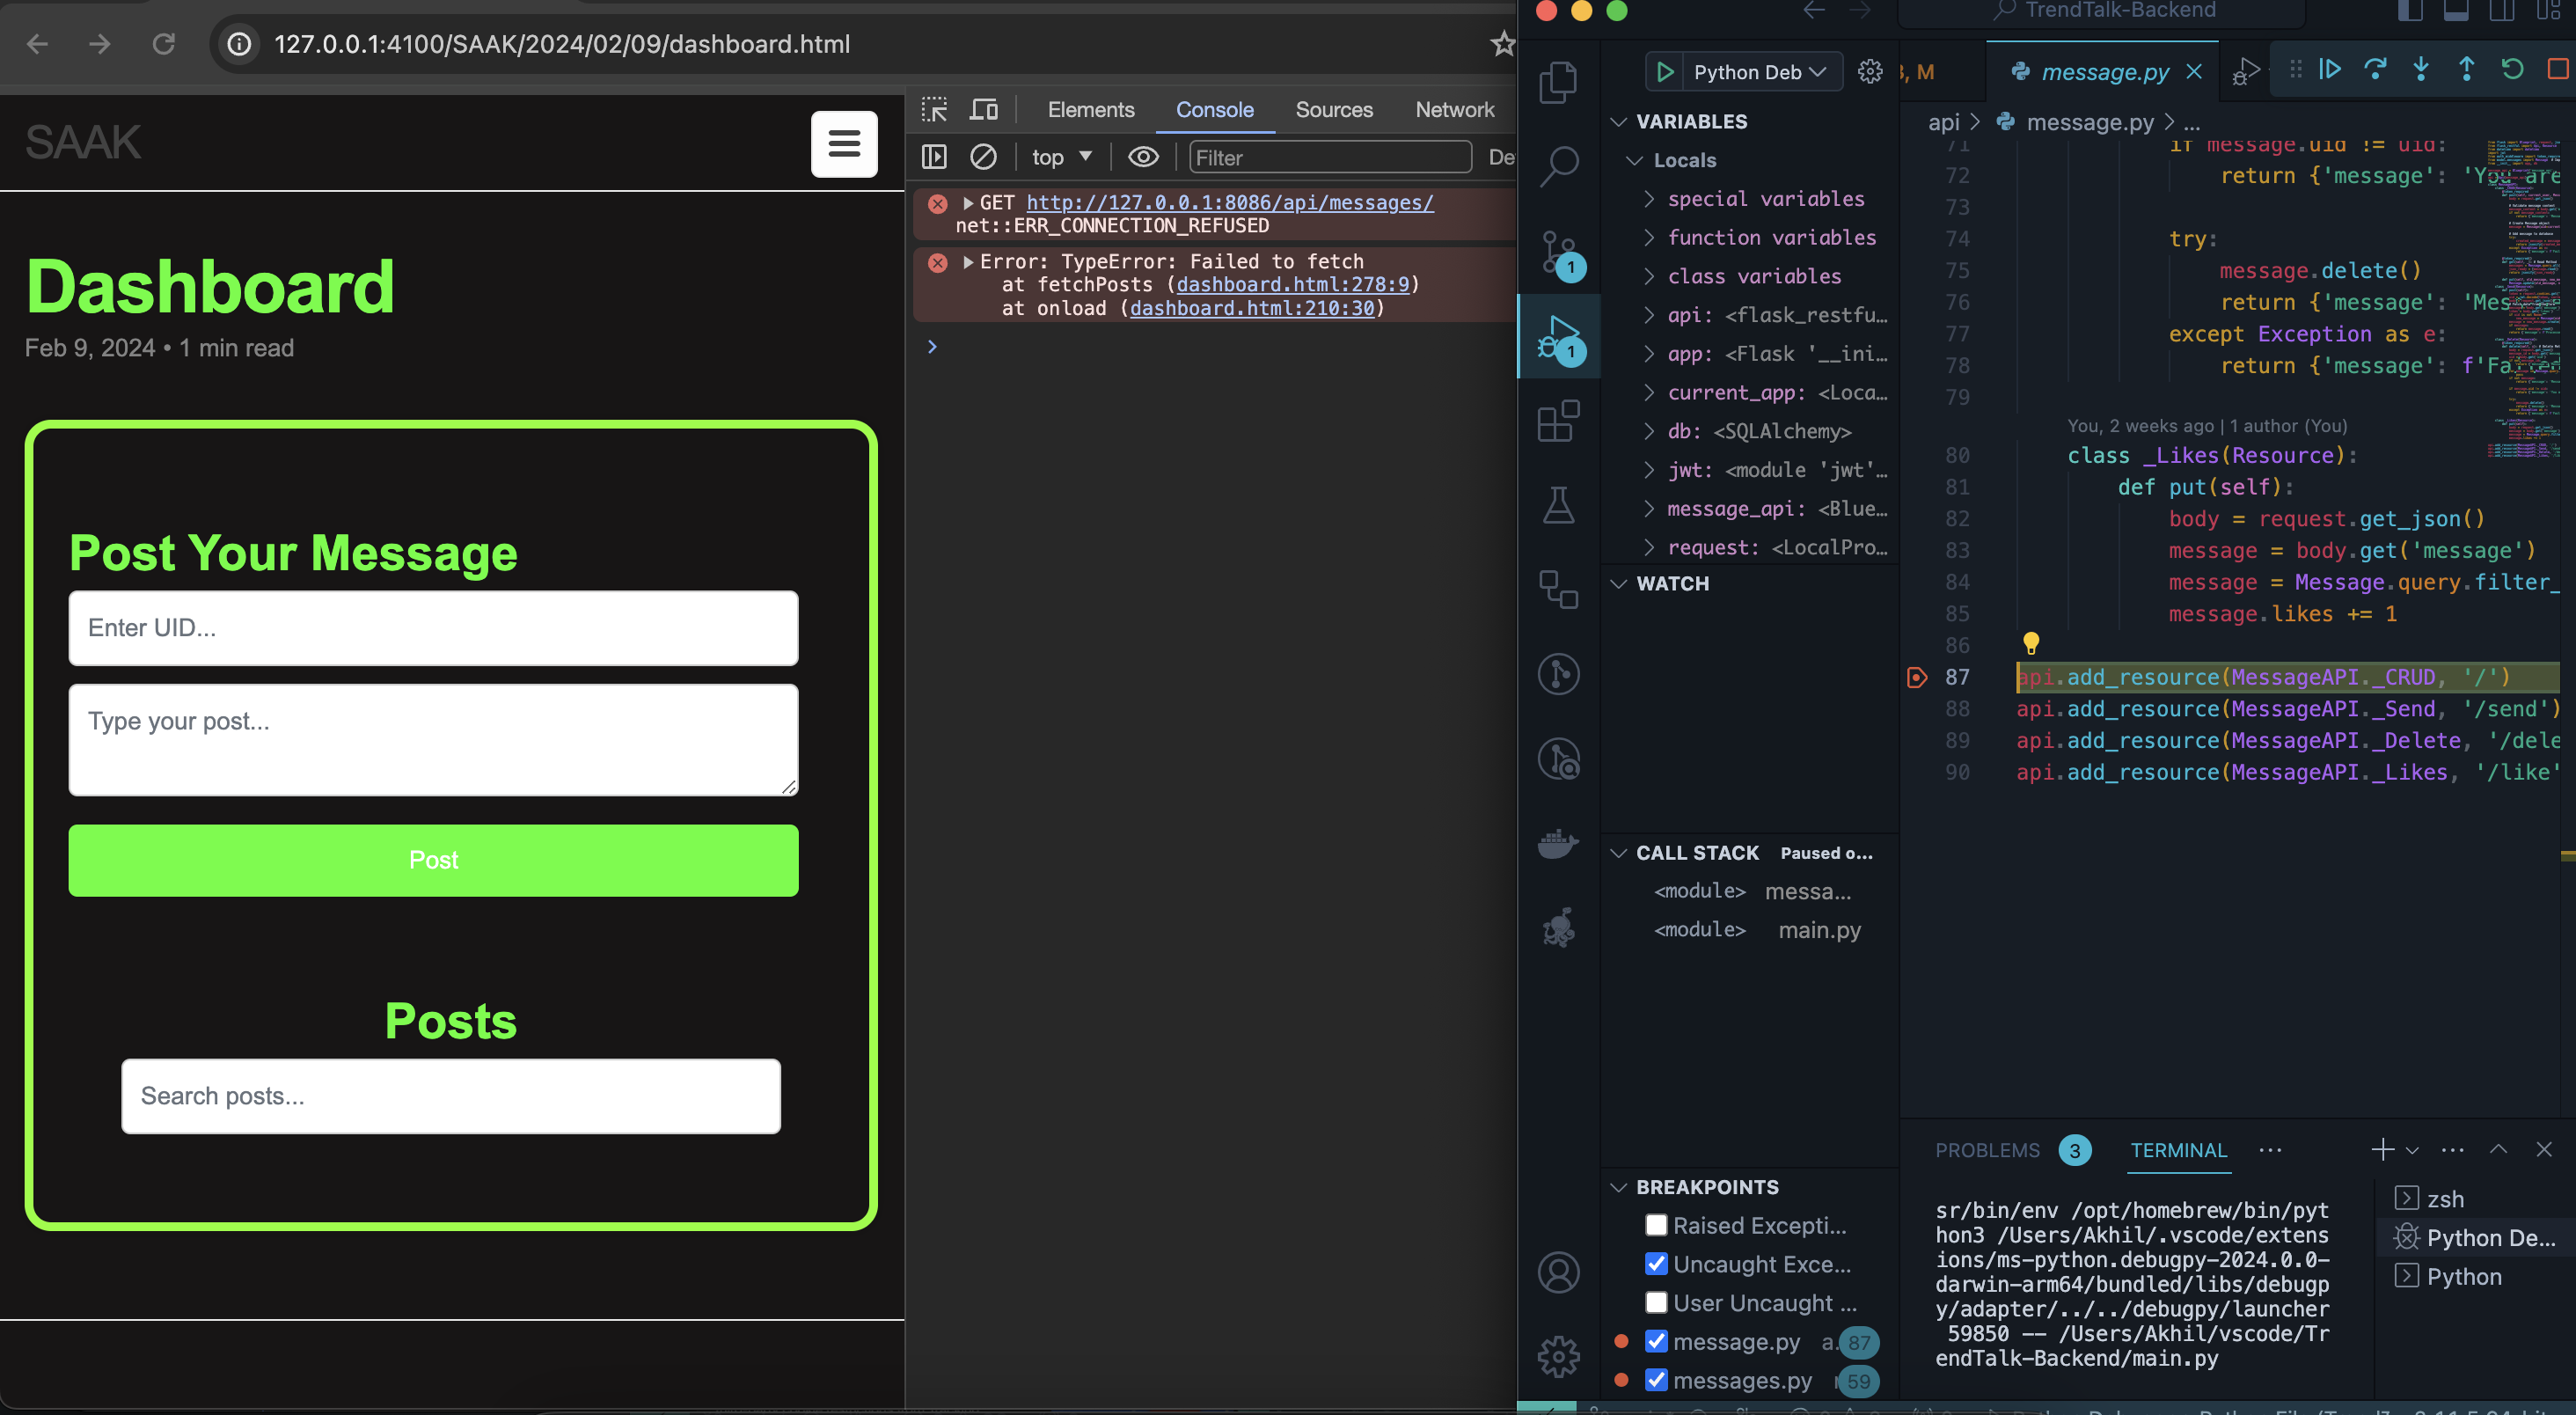 127.0.0.1:4100/SAAK/2024/02/09/dashboard.html
SAAK
Dashboard
Feb 9, 2024 • 1 min read
Post Your Message
Enter UID...
Type your post...
Post
Posts
Search posts...
Elements
Console
Sources
Network
top
Filter
GET http://127.0.0.1:8086/api/messages/
net::ERR_CONNECTION_REFUSED
Error: TypeError: Failed to fetch
at fetchPosts (dashboard.html:278:9)
at onload (dashboard.html:210:30)
TrendTalk-Backend
1
1
Python Deb
VARIABLES
Locals
special variables
function variables
class variables
api: <flask_restfu…
app: <Flask '__ini…
current_app: <Loca…
db: <SQLAlchemy>
jwt: <module 'jwt'…
message_api: <Blue…
request: <LocalPro…
WATCH
CALL STACK Paused o…
<module> messa…
<module> main.py
BREAKPOINTS
Raised Excepti…
Uncaught Exce…
User Uncaught …
message.py a. 87
messages.py 59
, M
message.py
api > message.py > ...
71 if message.uid != uid:
72 return {'message': 'You are
73
74 try:
75 message.delete()
76 return {'message': 'Mes
77 except Exception as e:
78 return {'message': f'Fa
79
You, 2 weeks ago | 1 author (You)
80 class _Likes(Resource):
81 def put(self):
82 body = request.get_json()
83 message = body.get('message')
84 message = Message.query.filter_
85 message.likes += 1
86
87 api.add_resource(MessageAPI._CRUD, '/')
88 api.add_resource(MessageAPI._Send, '/send')
89 api.add_resource(MessageAPI._Delete, '/dele
90 api.add_resource(MessageAPI._Likes, '/like'
PROBLEMS 3 TERMINAL
sr/bin/env /opt/homebrew/bin/pyt
hon3 /Users/Akhil/.vscode/extens
ions/ms-python.debugpy-2024.0.0-
darwin-arm64/bundled/libs/debugp
y/adapter/../../debugpy/launcher
59850 -- /Users/Akhil/vscode/Tr
endTalk-Backend/main.py
zsh
Python De...
Python